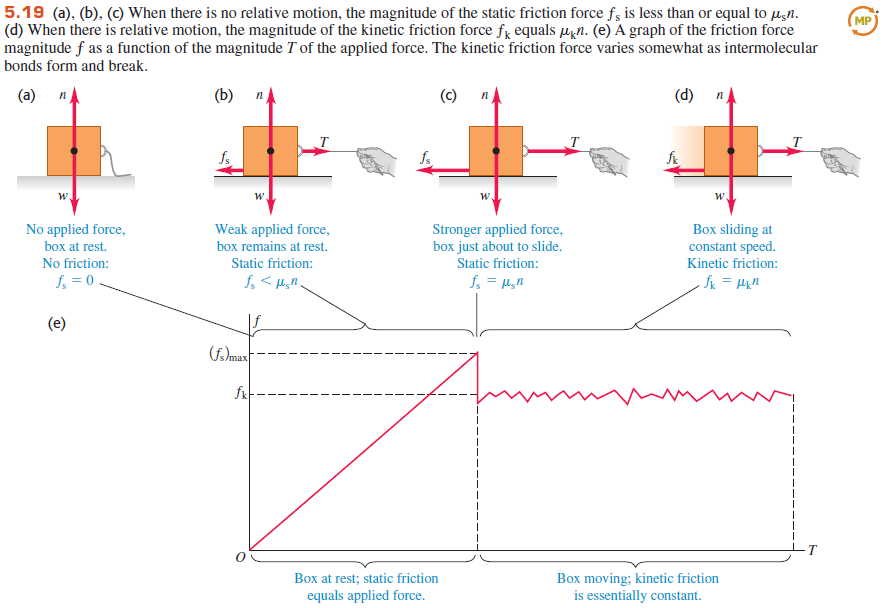 5.19 (a), (b), (c) When there is no relative motion, the magnitude of the static friction force fₛ is less than or equal to μₛn.
(d) When there is relative motion, the magnitude of the kinetic friction force fₖ equals μₖn. (e) A graph of the friction force
magnitude f as a function of the magnitude T of the applied force. The kinetic friction force varies somewhat as intermolecular
bonds form and break.
MP
(a)
n
w
No applied force,
box at rest.
No friction:
fₛ = 0
(b)
n
T
fₛ
w
Weak applied force,
box remains at rest.
Static friction:
fₛ < μₛn
(c)
n
T
fₛ
w
Stronger applied force,
box just about to slide.
Static friction:
fₛ = μₛn
(d)
n
T
fₖ
w
Box sliding at
constant speed.
Kinetic friction:
fₖ = μₖn
(e)
f
(fₛ)max
fₖ
O
T
Box at rest; static friction
equals applied force.
Box moving; kinetic friction
is essentially constant.